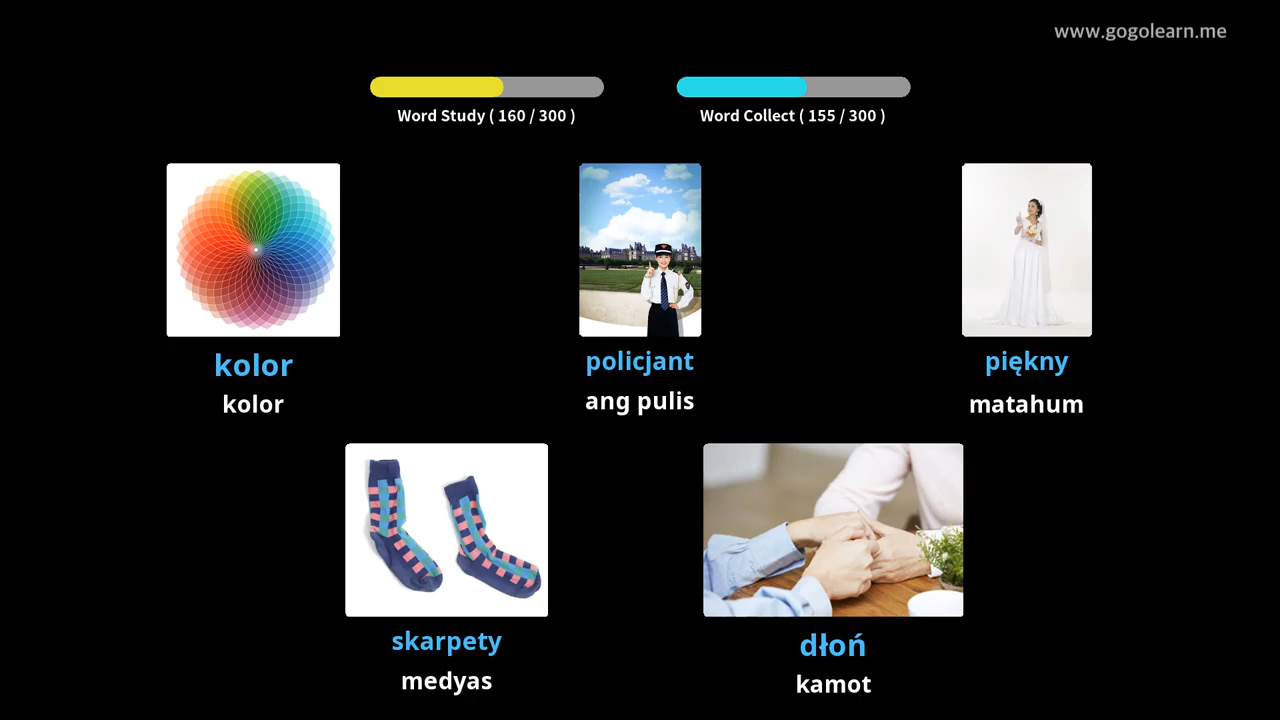 www.gogolearn.me
Word Study ( 160 / 300 )
Word Collect ( 155 / 300 )
kolor
kolor
policjant
ang pulis
piękny
matahum
skarpety
medyas
dłoń
kamot